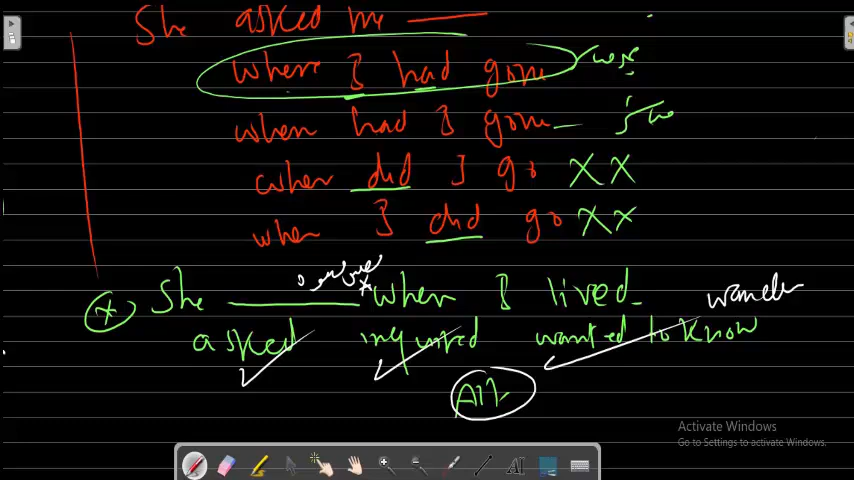 She asked me
where I had gone
when had I gone
when did I go XX
when I did go XX
* She when I lived wonder
asked inquired wanted to know
All
Activate Windows
Go to Settings to activate Windows.